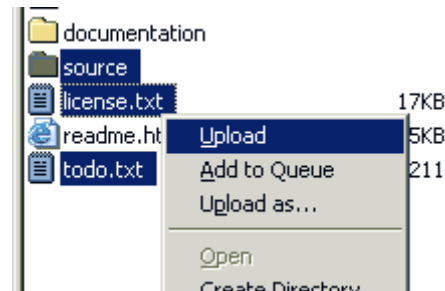 documentation
source
license.txt 17KB
readme.ht 5KB
todo.txt 211
Upload
Add to Queue
Upload as...
Open
Create Directory